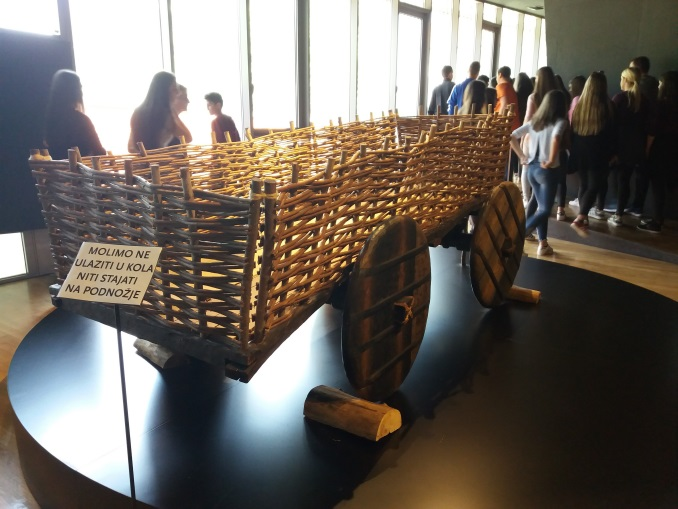 MOLIMO NE
ULAZITI U KOLA
NITI STAJATI
NA PODNOŽJE